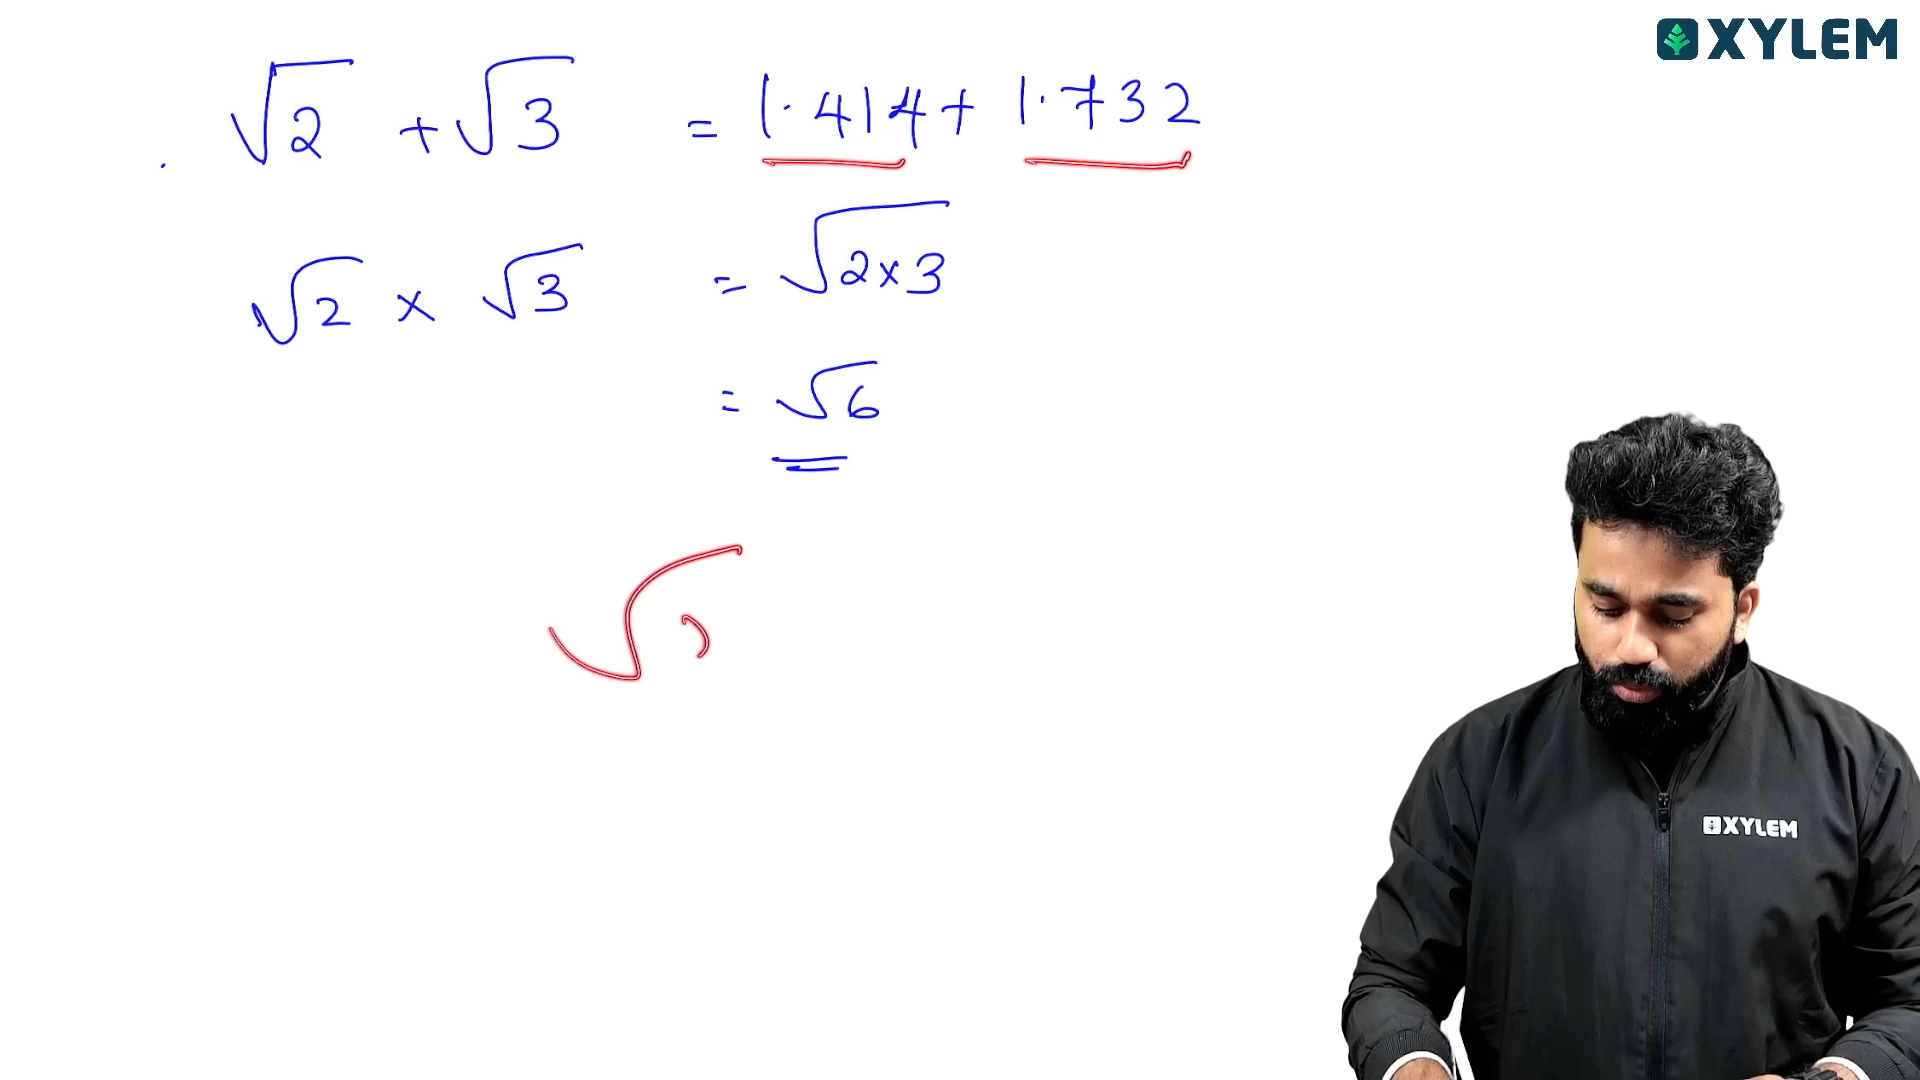 XYLEM
√2 + √3 = 1.414 + 1.732
√2 × √3 = √2×3
= √6
√
XYLEM